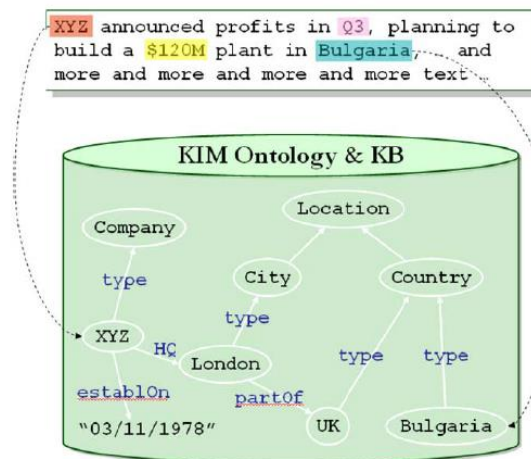 XYZ announced profits in Q3, planning to
build a $120M plant in Bulgaria, … and
more and more and more and more text …
KIM Ontology & KB
Location
Company
City
Country
type
type
XYZ
HQ
London
type
type
establOn
partOf
"03/11/1978"
UK
Bulgaria